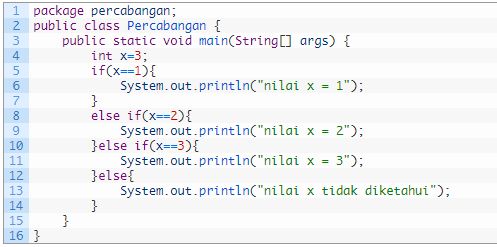 1 package percabangan;
2 public class Percabangan {
3     public static void main(String[] args) {
4         int x=3;
5         if(x==1){
6             System.out.println("nilai x = 1");
7         }
8         else if(x==2){
9             System.out.println("nilai x = 2");
10         }else if(x==3){
11             System.out.println("nilai x = 3");
12         }else{
13             System.out.println("nilai x tidak diketahui");
14         }
15     }
16 }